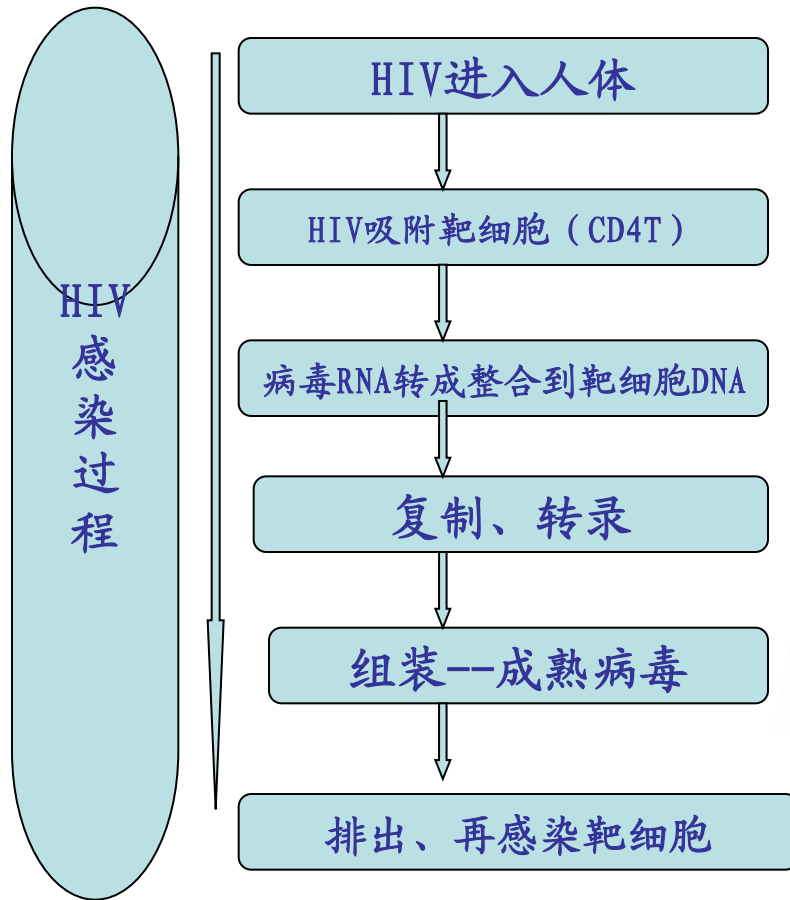 HIV
感
染
过
程
HIV进入人体
HIV吸附靶细胞（CD4T）
病毒RNA转成整合到靶细胞DNA
复制、转录
组装--成熟病毒
排出、再感染靶细胞